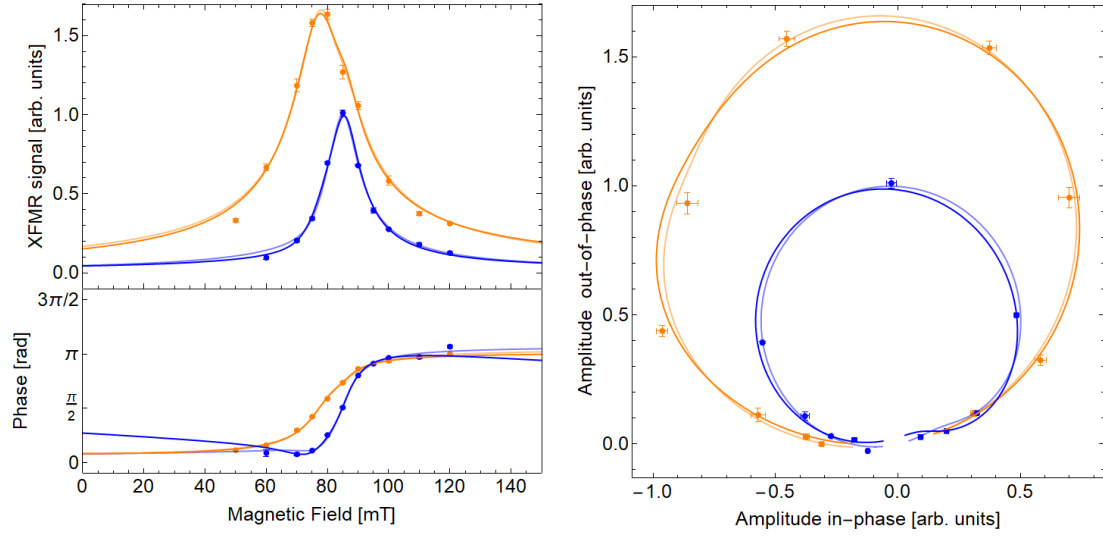 XFMR signal [arb. units]
1.5
1.0
0.5
0.0
Phase [rad]
3π/2
π
π/2
0
0 20 40 60 80 100 120 140
Magnetic Field [mT]
Amplitude out-of-phase [arb. units]
1.5
1.0
0.5
0.0
−1.0 −0.5 0.0 0.5
Amplitude in−phase [arb. units]